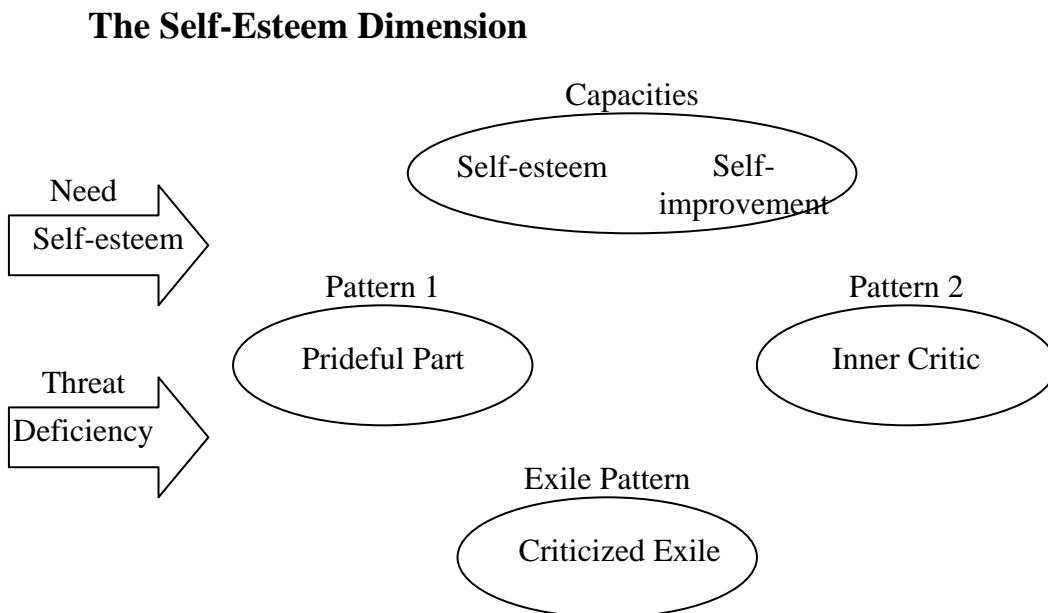 The Self-Esteem Dimension
Capacities
Self-esteem
Self-
improvement
Need
Self-esteem
Pattern 1
Pattern 2
Prideful Part
Inner Critic
Threat
Deficiency
Exile Pattern
Criticized Exile